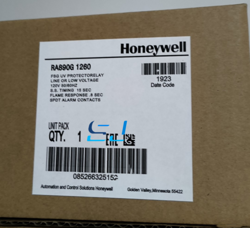 Honeywell
RA890G 1260
FSG UV PROTECTORELAY
LINE OR LOW VOLTAGE
120V 50/60HZ
S.S. TIMING 15 SEC
FLAME RESPONSE .8 SEC
SPDT ALARM CONTACTS
1923
Date Code
UNIT PACK
QTY. 1
EAC
085266325152
Automation and Control Solutions Honeywell
Golden Valley, Minnesota 55422